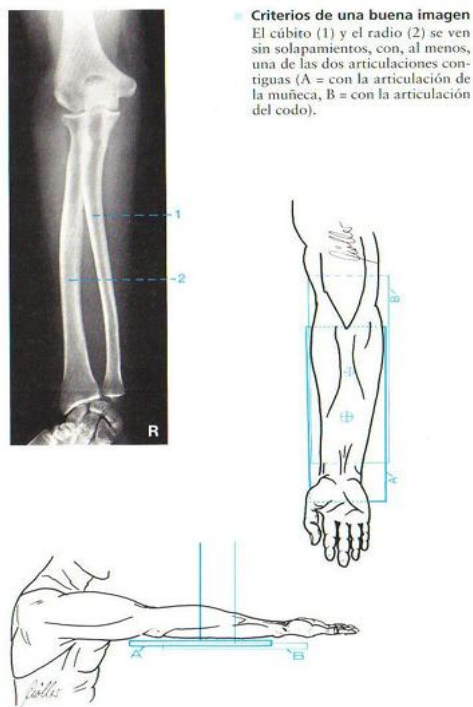 Criterios de una buena imagen
El cúbito (1) y el radio (2) se ven
sin solapamientos, con, al menos,
una de las dos articulaciones con-
tiguas (A = con la articulación de
la muñeca, B = con la articulación
del codo).
1
2
R
B
A
A
B